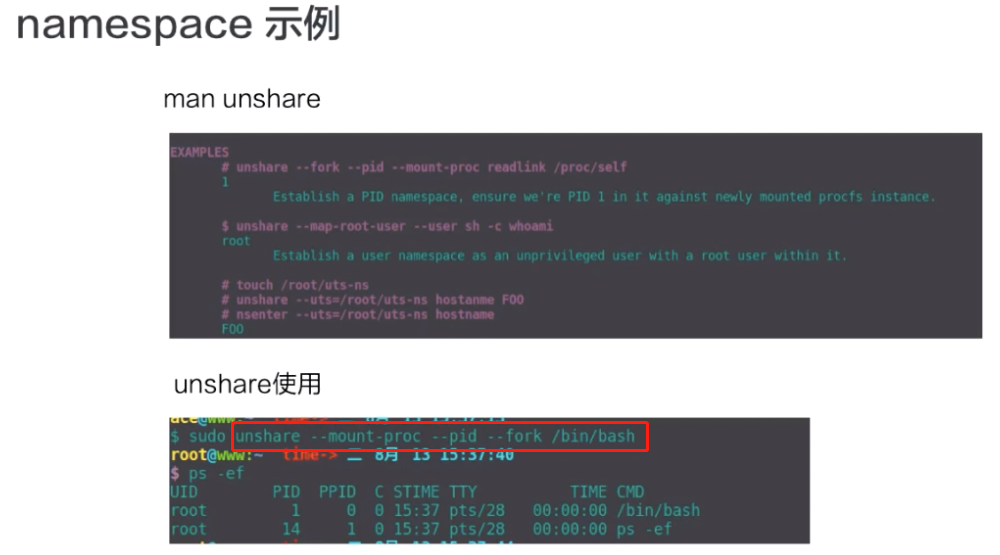 namespace 示例
man unshare
EXAMPLES
# unshare --fork --pid --mount-proc readlink /proc/self
1
Establish a PID namespace, ensure we're PID 1 in it against newly mounted procfs instance.
$ unshare --map-root-user --user sh -c whoami
root
Establish a user namespace as an unprivileged user with a root user within it.
# touch /root/uts-ns
# unshare --uts=/root/uts-ns hostanme FOO
# nsenter --uts=/root/uts-ns hostname
FOO
unshare使用
$ sudo unshare --mount-proc --pid --fork /bin/bash
root@www:~ time-> 二 8月 13 15:37:40
$ ps -ef
UID PID PPID C STIME TTY TIME CMD
root 1 0 0 15:37 pts/28 00:00:00 /bin/bash
root 14 1 0 15:37 pts/28 00:00:00 ps -ef